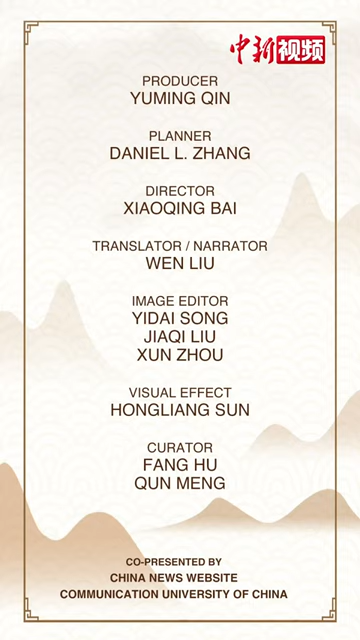 中新视频
PRODUCER
YUMING QIN
PLANNER
DANIEL L. ZHANG
DIRECTOR
XIAOQING BAI
TRANSLATOR / NARRATOR
WEN LIU
IMAGE EDITOR
YIDAI SONG
JIAQI LIU
XUN ZHOU
VISUAL EFFECT
HONGLIANG SUN
CURATOR
FANG HU
QUN MENG
CO-PRESENTED BY
CHINA NEWS WEBSITE
COMMUNICATION UNIVERSITY OF CHINA